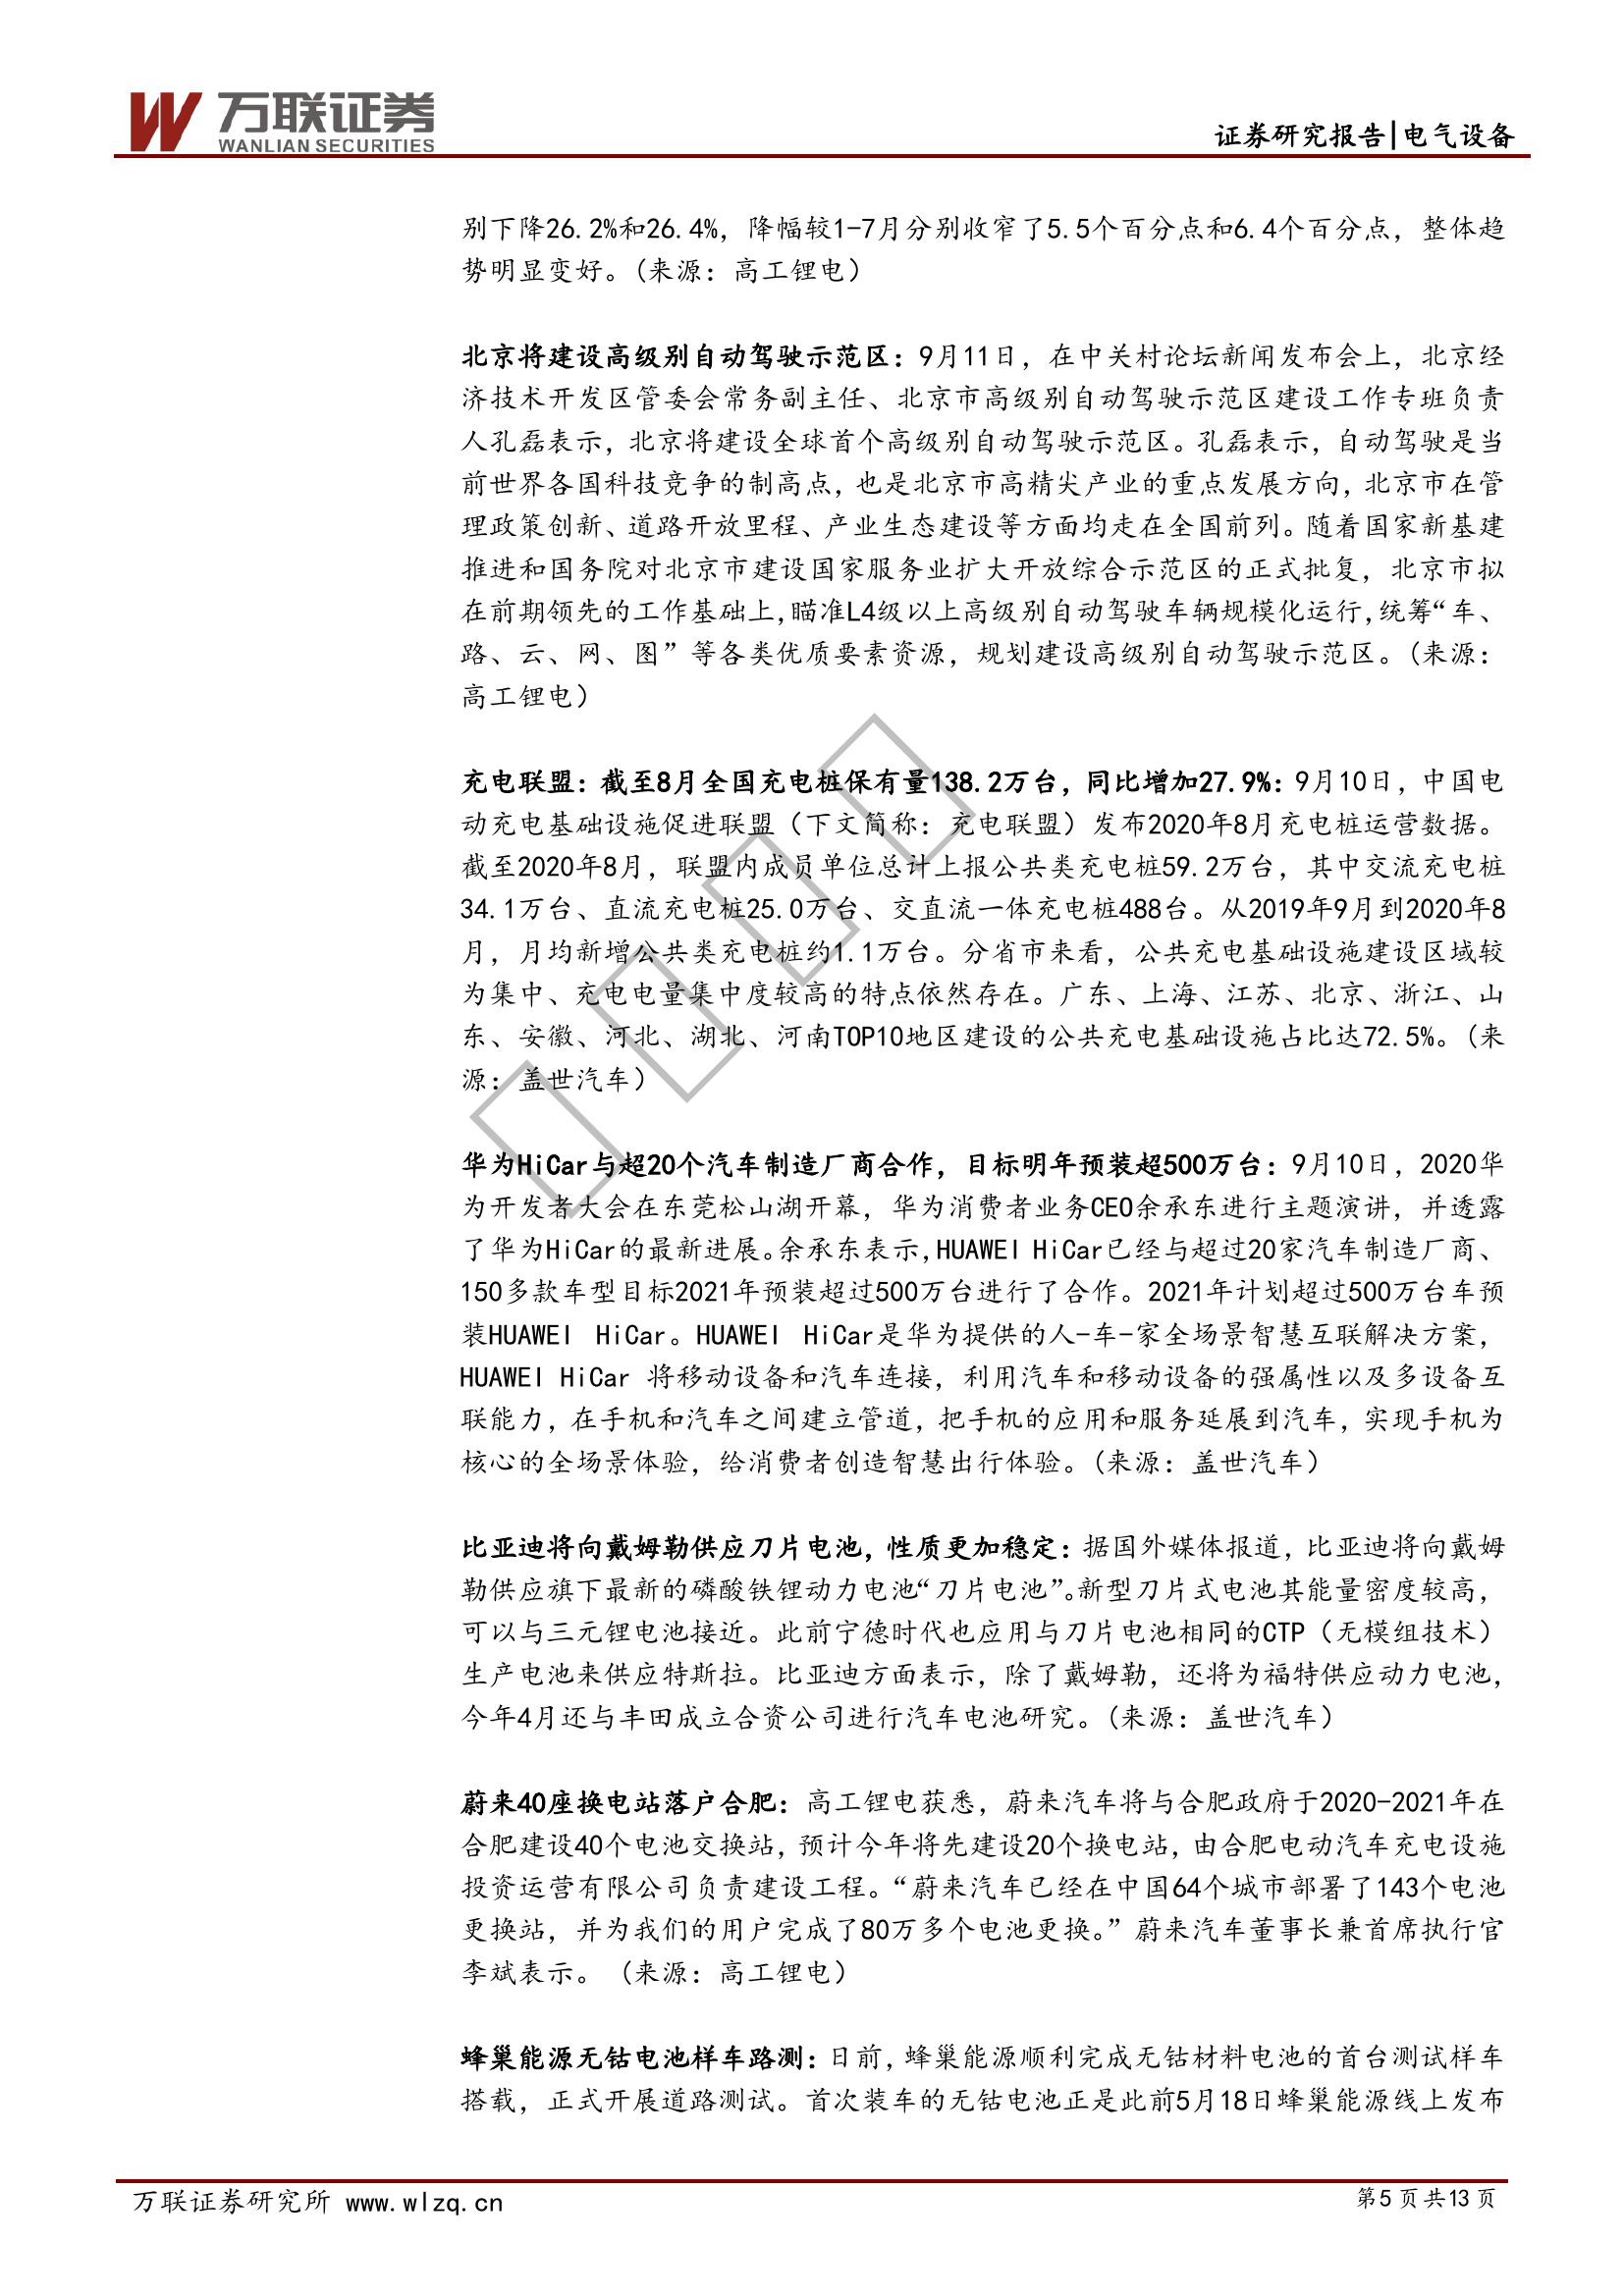 万联证券
WANLIAN SECURITIES
证券研究报告|电气设备
别下降26.2%和26.4%，降幅较1-7月分别收窄了5.5个百分点和6.4个百分点，整体趋
势明显变好。（来源：高工锂电）
北京将建设高级别自动驾驶示范区：9月11日，在中关村论坛新闻发布会上，北京经
济技术开发区管委会常务副主任、北京市高级别自动驾驶示范区建设工作专班负责
人孔磊表示，北京将建设全球首个高级别自动驾驶示范区。孔磊表示，自动驾驶是当
前世界各国科技竞争的制高点，也是北京市高精尖产业的重点发展方向，北京市在管
理政策创新、道路开放里程、产业生态建设等方面均走在全国前列。随着国家新基建
推进和国务院对北京市建设国家服务业扩大开放综合示范区的正式批复，北京市拟
在前期领先的工作基础上,瞄准L4级以上高级别自动驾驶车辆规模化运行,统筹“车、
路、云、网、图”等各类优质要素资源，规划建设高级别自动驾驶示范区。（来源：
高工锂电）
充电联盟：截至8月全国充电桩保有量138.2万台，同比增加27.9%：9月10日，中国电
动充电基础设施促进联盟（下文简称：充电联盟）发布2020年8月充电桩运营数据。
截至2020年8月，联盟内成员单位总计上报公共类充电桩59.2万台，其中交流充电桩
34.1万台、直流充电桩25.0万台、交直流一体充电桩488台。从2019年9月到2020年8
月，月均新增公共类充电桩约1.1万台。分省市来看，公共充电基础设施建设区域较
为集中、充电电量集中度较高的特点依然存在。广东、上海、江苏、北京、浙江、山
东、安徽、河北、湖北、河南TOP10地区建设的公共充电基础设施占比达72.5%。（来
源：盖世汽车）
华为HiCar与超20个汽车制造厂商合作，目标明年预装超500万台：9月10日，2020华
为开发者大会在东莞松山湖开幕，华为消费者业务CEO余承东进行主题演讲，并透露
了华为HiCar的最新进展。余承东表示,HUAWEI HiCar已经与超过20家汽车制造厂商、
150多款车型目标2021年预装超过500万台进行了合作。2021年计划超过500万台车预
装HUAWEI HiCar。HUAWEI HiCar是华为提供的人-车-家全场景智慧互联解决方案，
HUAWEI HiCar 将移动设备和汽车连接，利用汽车和移动设备的强属性以及多设备互
联能力，在手机和汽车之间建立管道，把手机的应用和服务延展到汽车，实现手机为
核心的全场景体验，给消费者创造智慧出行体验。（来源：盖世汽车）
比亚迪将向戴姆勒供应刀片电池，性质更加稳定：据国外媒体报道，比亚迪将向戴姆
勒供应旗下最新的磷酸铁锂动力电池“刀片电池”。新型刀片式电池其能量密度较高，
可以与三元锂电池接近。此前宁德时代也应用与刀片电池相同的CTP（无模组技术）
生产电池来供应特斯拉。比亚迪方面表示，除了戴姆勒，还将为福特供应动力电池，
今年4月还与丰田成立合资公司进行汽车电池研究。（来源：盖世汽车）
蔚来40座换电站落户合肥：高工锂电获悉，蔚来汽车将与合肥政府于2020-2021年在
合肥建设40个电池交换站，预计今年将先建设20个换电站，由合肥电动汽车充电设施
投资运营有限公司负责建设工程。“蔚来汽车已经在中国64个城市部署了143个电池
更换站，并为我们的用户完成了80万多个电池更换。”蔚来汽车董事长兼首席执行官
李斌表示。（来源：高工锂电）
蜂巢能源无钴电池样车路测：日前，蜂巢能源顺利完成无钴材料电池的首台测试样车
搭载，正式开展道路测试。首次装车的无钴电池正是此前5月18日蜂巢能源线上发布
万联证券研究所 www.wlzq.cn
第5页共13页